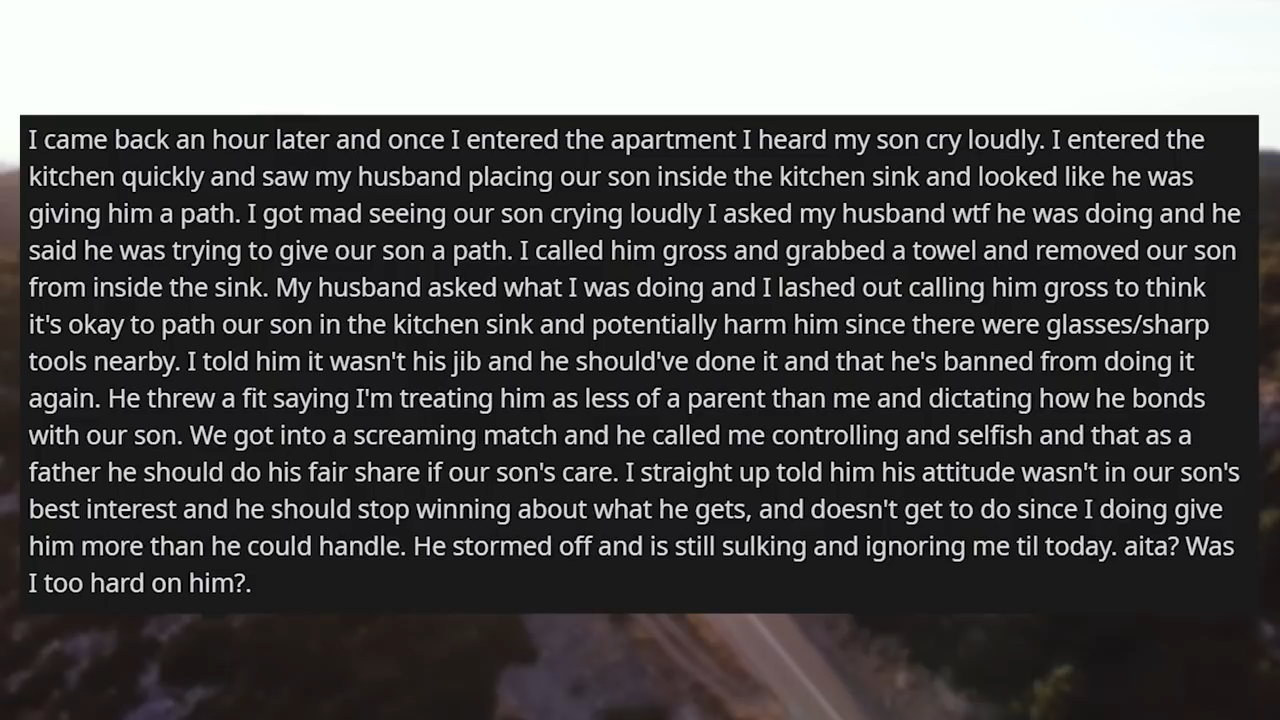 I came back an hour later and once I entered the apartment I heard my son cry loudly. I entered the
kitchen quickly and saw my husband placing our son inside the kitchen sink and looked like he was
giving him a path. I got mad seeing our son crying loudly I asked my husband wtf he was doing and he
said he was trying to give our son a path. I called him gross and grabbed a towel and removed our son
from inside the sink. My husband asked what I was doing and I lashed out calling him gross to think
it's okay to path our son in the kitchen sink and potentially harm him since there were glasses/sharp
tools nearby. I told him it wasn't his jib and he should've done it and that he's banned from doing it
again. He threw a fit saying I'm treating him as less of a parent than me and dictating how he bonds
with our son. We got into a screaming match and he called me controlling and selfish and that as a
father he should do his fair share if our son's care. I straight up told him his attitude wasn't in our son's
best interest and he should stop winning about what he gets, and doesn't get to do since I doing give
him more than he could handle. He stormed off and is still sulking and ignoring me til today. aita? Was
I too hard on him?.